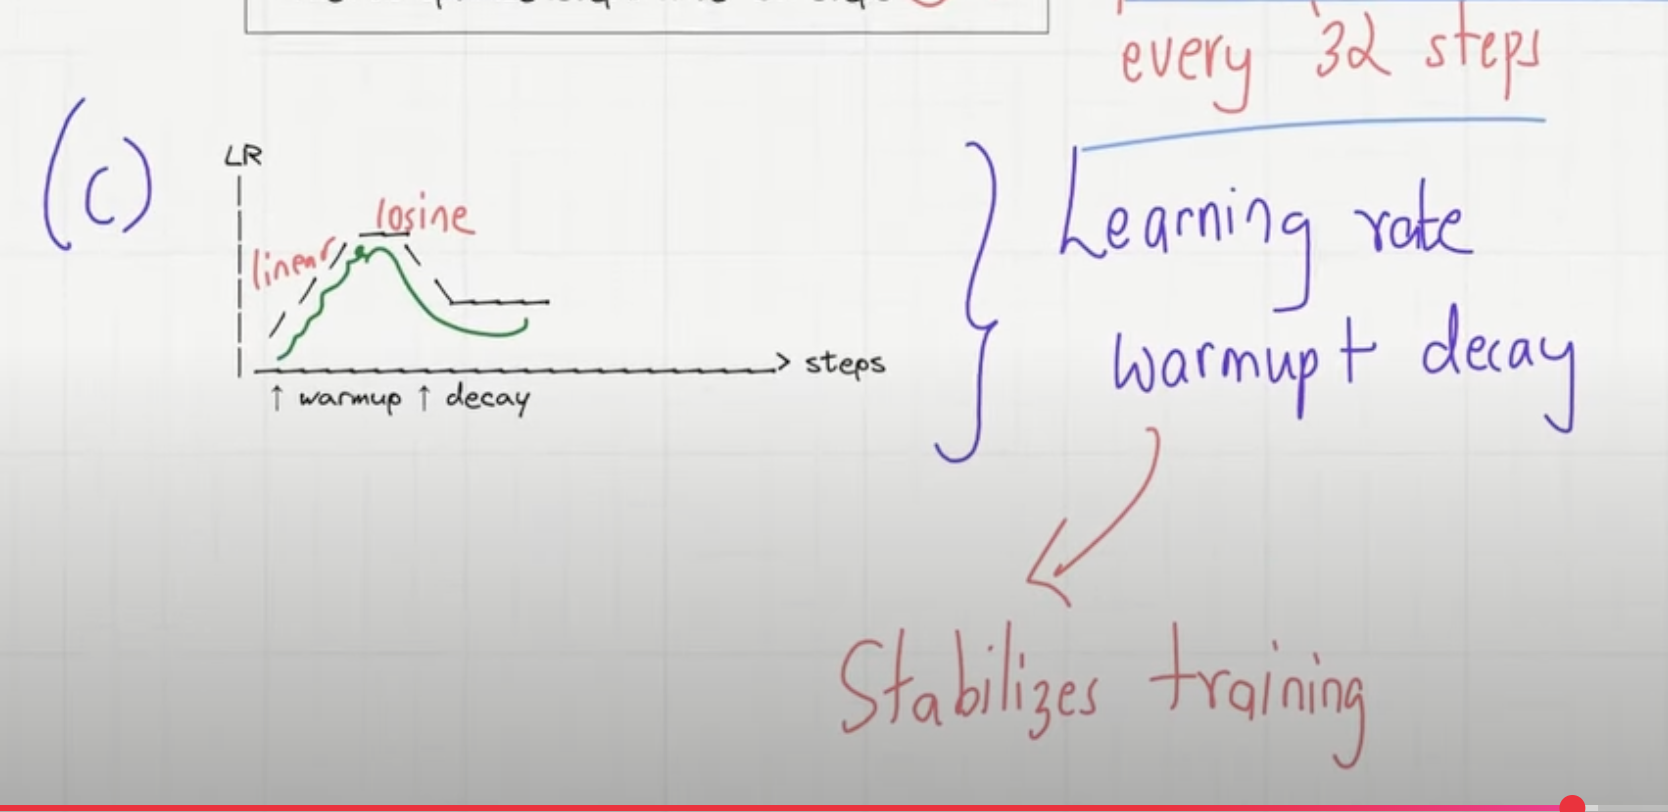 every 32 steps
(c)
LR
cosine
linear
steps
↑ warmup ↑ decay
Learning rate
warmup + decay
Stabilizes training